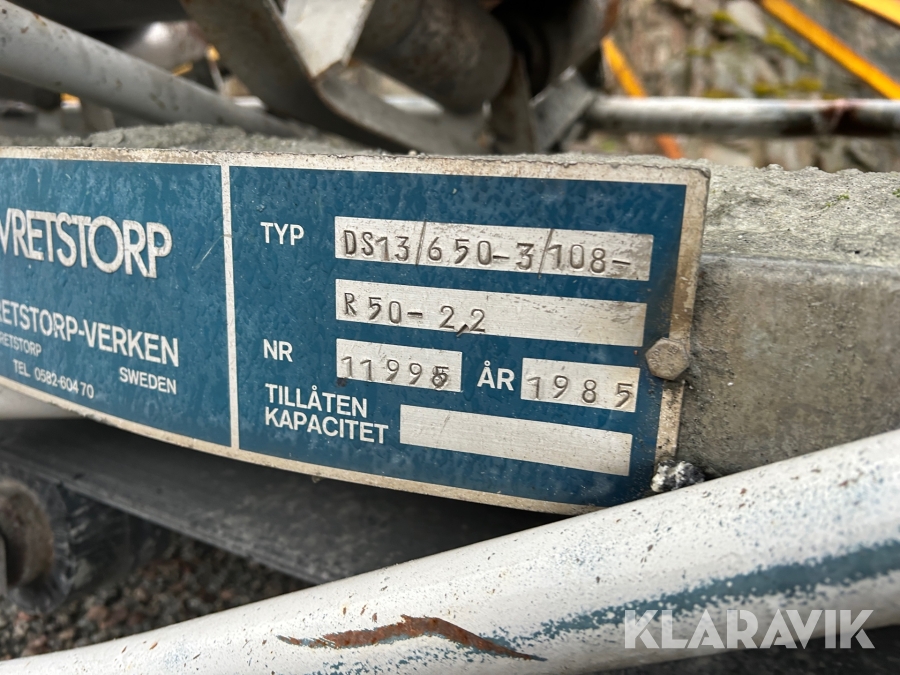 VRETSTORP
RETSTORP-VERKEN
RETSTORP SWEDEN
TEL 0582-604 70
TYP DS13/650-3/108-
R50-2,2
NR 11995 ÅR 1985
TILLÅTEN
KAPACITET
KLARAVIK